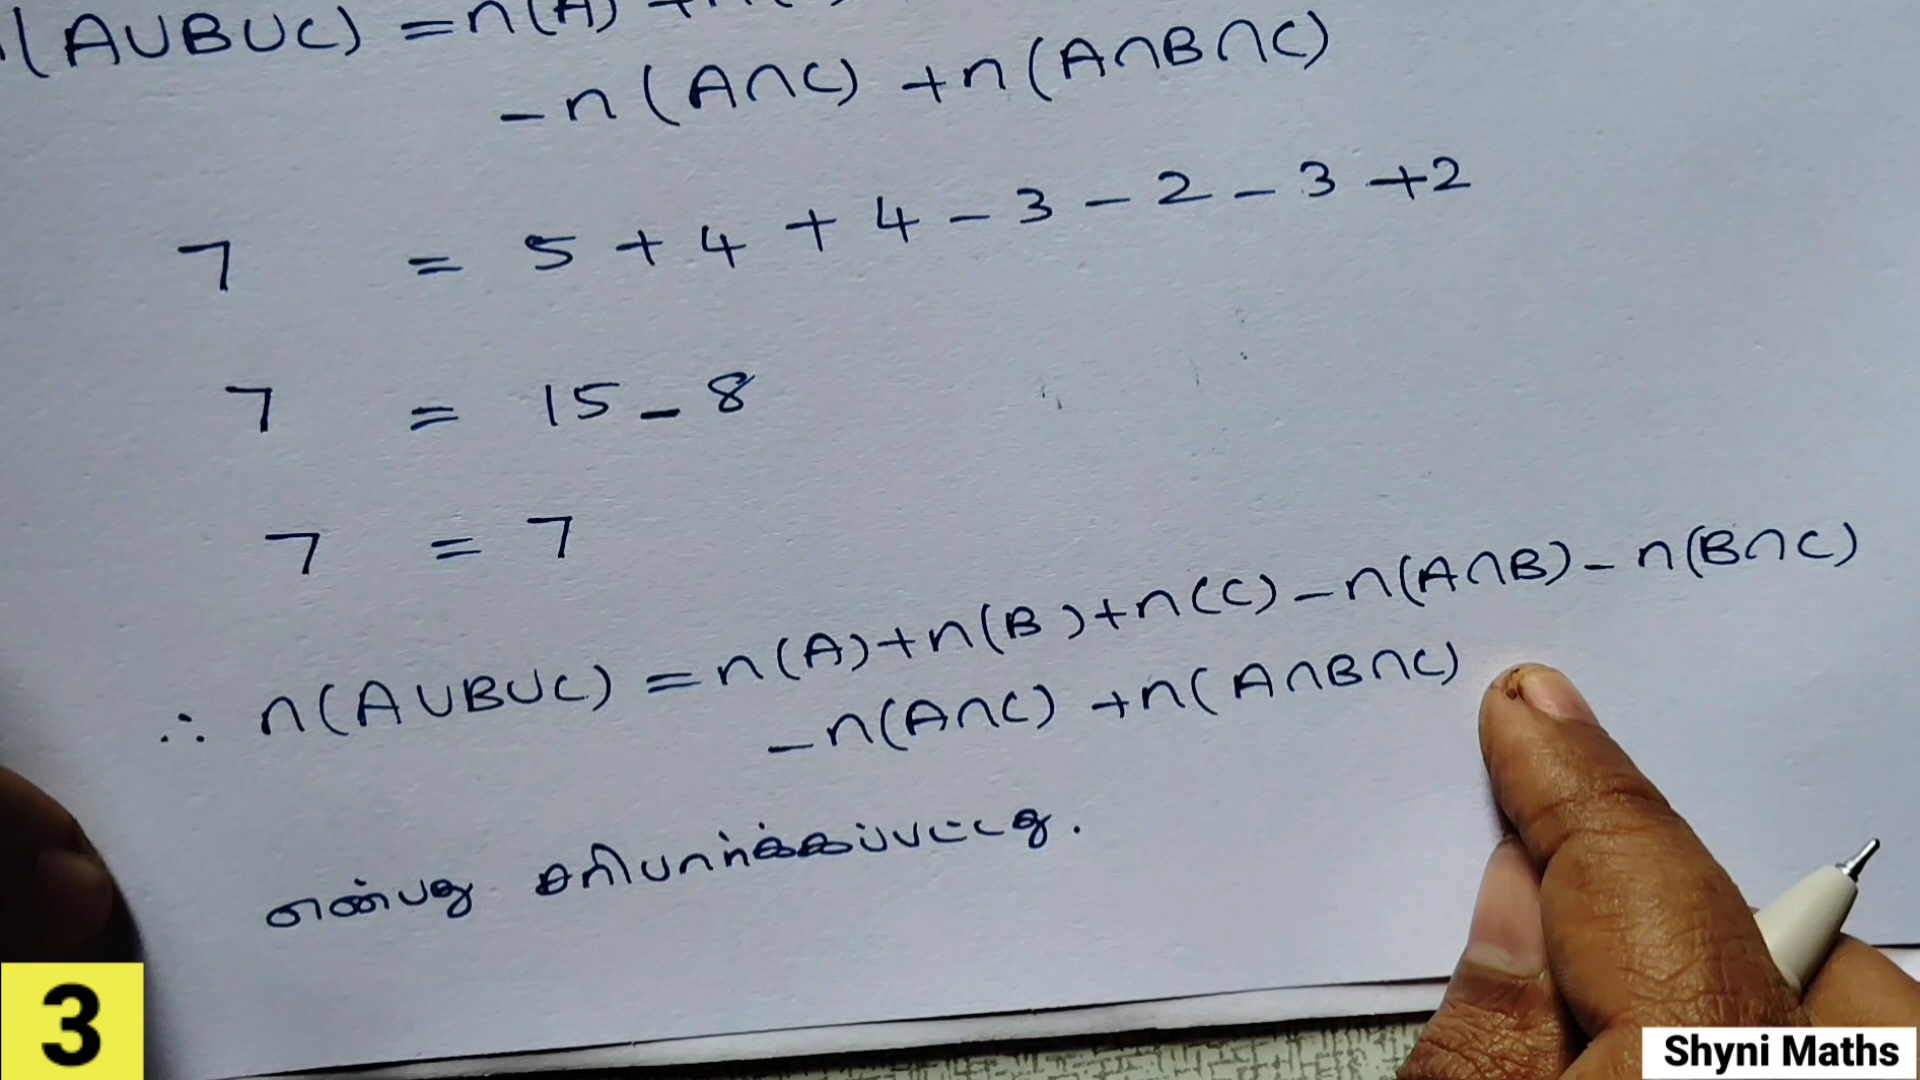 (AUBUC) = n(A) +
- n (A∩C) + n (A∩B∩C)
7 = 5 + 4 + 4 - 3 - 2 - 3 + 2
7 = 15 - 8
7 = 7
∴ n(AUBUC) = n(A) + n(B) + n(C) - n(A∩B) - n(B∩C)
- n(A∩C) + n(A∩B∩C)
என்பது சரிபார்க்கப்பட்டது.
3
Shyni Maths